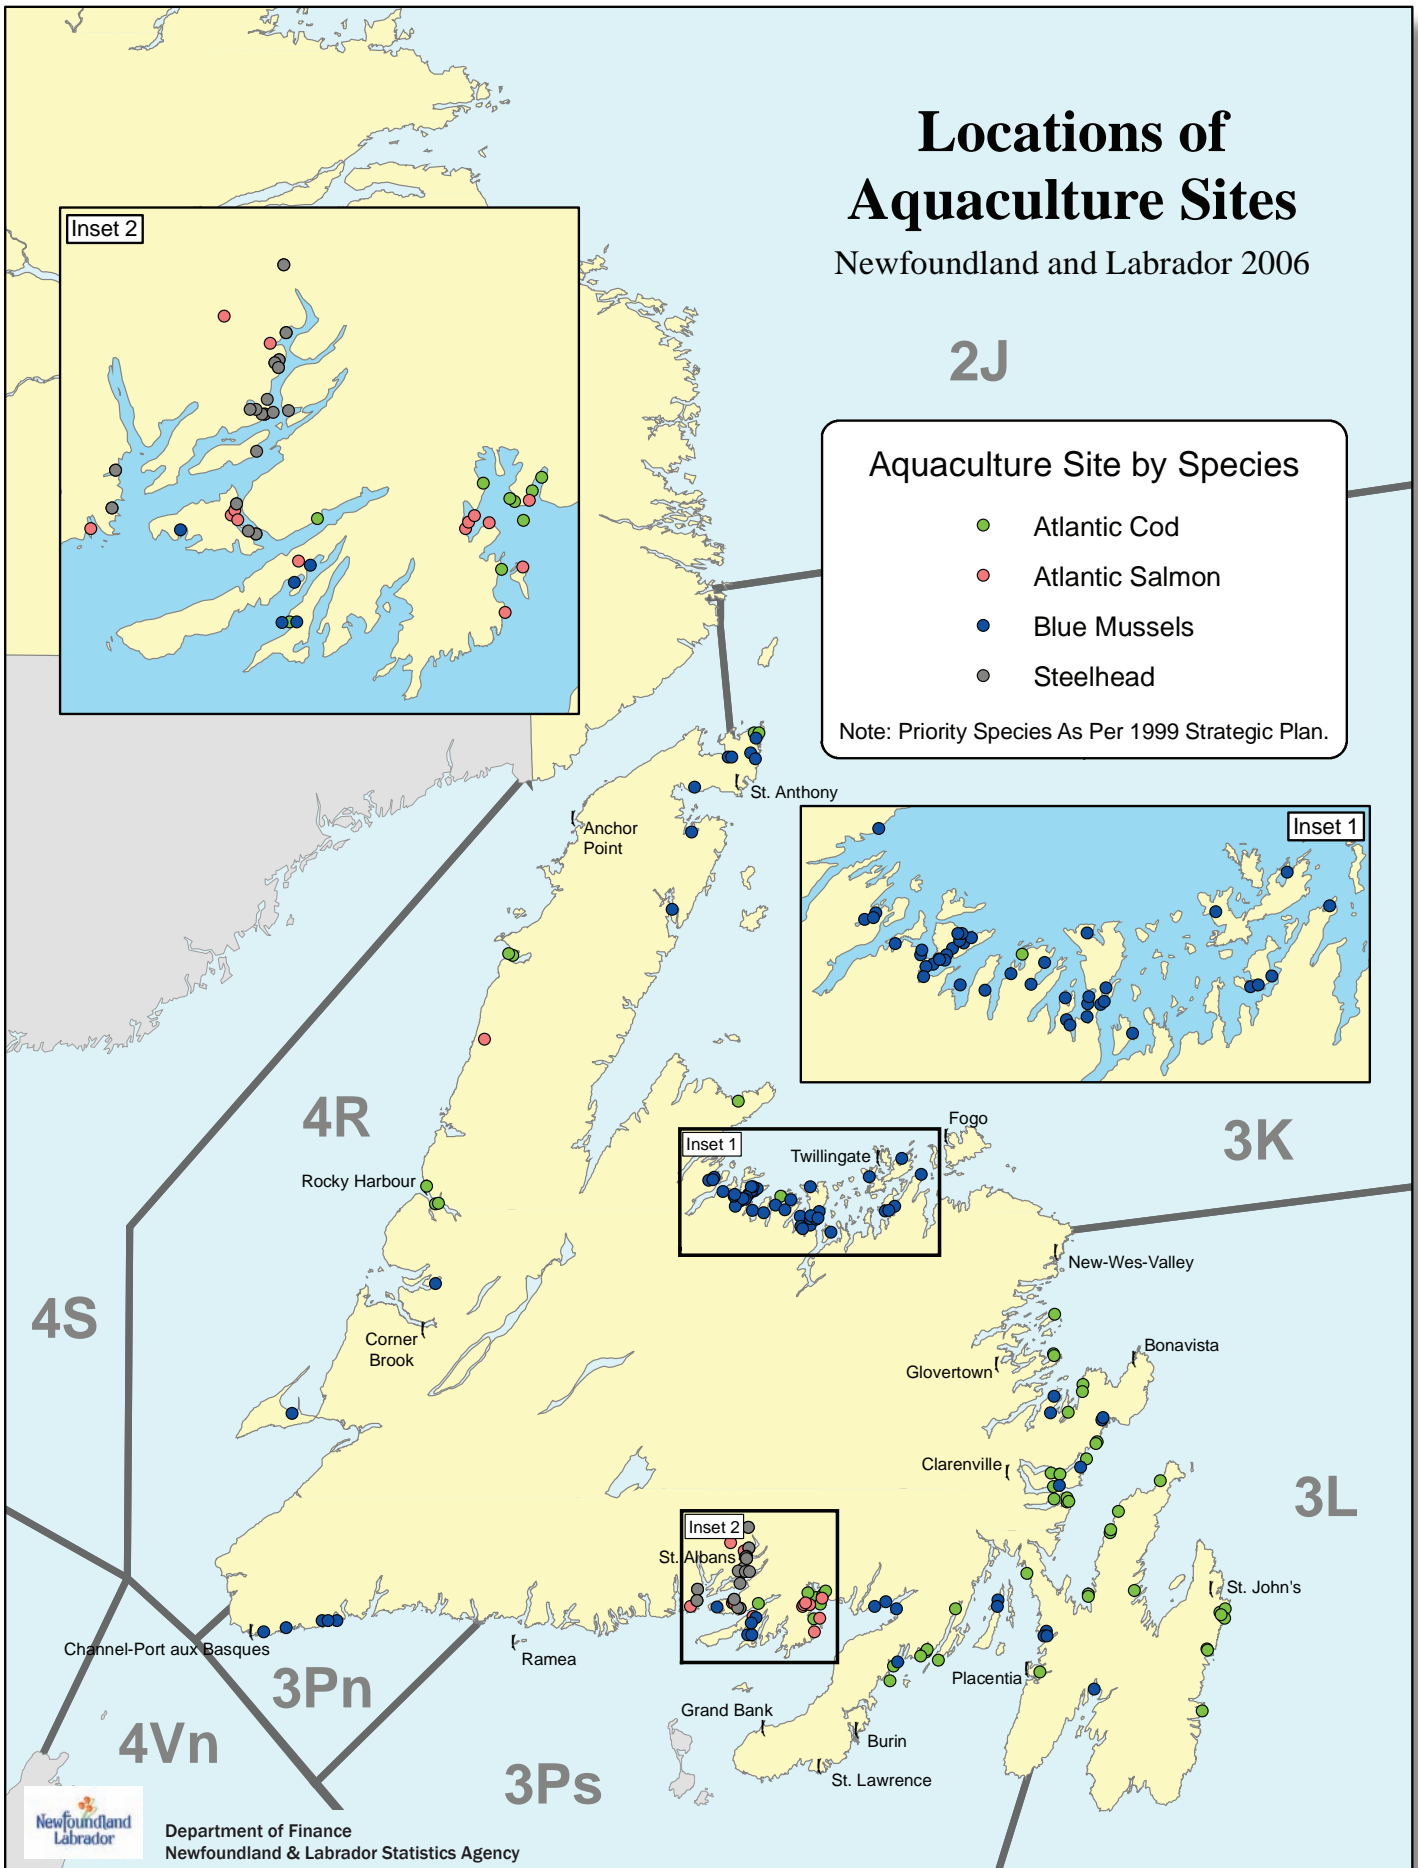 Locations of
Aquaculture Sites
Newfoundland and Labrador 2006
Inset 2
2J
Aquaculture Site by Species
Atlantic Cod
Atlantic Salmon
Blue Mussels
Steelhead
Note: Priority Species As Per 1999 Strategic Plan.
St. Anthony
Anchor
Point
Inset 1
4R
Fogo
3K
Inset 1
Twillingate
Rocky Harbour
New-Wes-Valley
4S
Corner
Brook
Bonavista
Glovertown
Clarenville
3L
Inset 2
St. Albans
St. John's
Channel-Port aux Basques
Ramea
Placentia
3Pn
Grand Bank
4Vn
Burin
3Ps
St. Lawrence
Newfoundland
Labrador
Department of Finance
Newfoundland & Labrador Statistics Agency